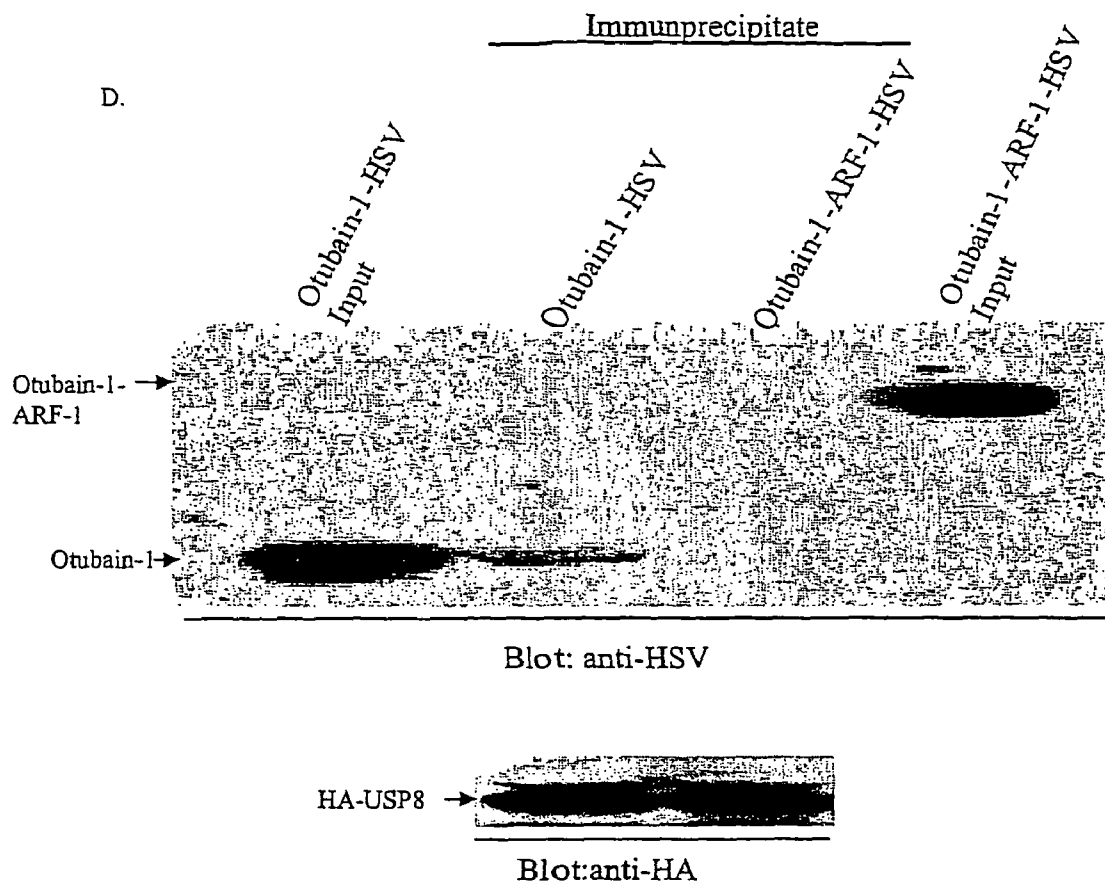 Immunprecipitate
D.
Otubain-1-HSV
Input
Otubain-1-HSV
Otubain-1-ARF-1-HSV
Otubain-1-ARF-1-HSV
Input
Otubain-1-
ARF-1
Otubain-1
Blot: anti-HSV
HA-USP8
Blot:anti-HA